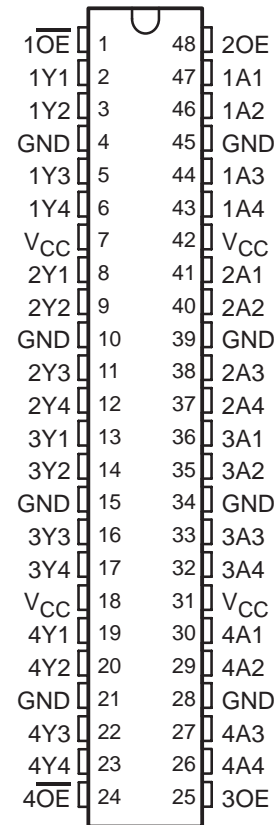 1O̅E̅ 1 48 2OE
1Y1 2 47 1A1
1Y2 3 46 1A2
GND 4 45 GND
1Y3 5 44 1A3
1Y4 6 43 1A4
VCC 7 42 VCC
2Y1 8 41 2A1
2Y2 9 40 2A2
GND 10 39 GND
2Y3 11 38 2A3
2Y4 12 37 2A4
3Y1 13 36 3A1
3Y2 14 35 3A2
GND 15 34 GND
3Y3 16 33 3A3
3Y4 17 32 3A4
VCC 18 31 VCC
4Y1 19 30 4A1
4Y2 20 29 4A2
GND 21 28 GND
4Y3 22 27 4A3
4Y4 23 26 4A4
4O̅E̅ 24 25 3OE